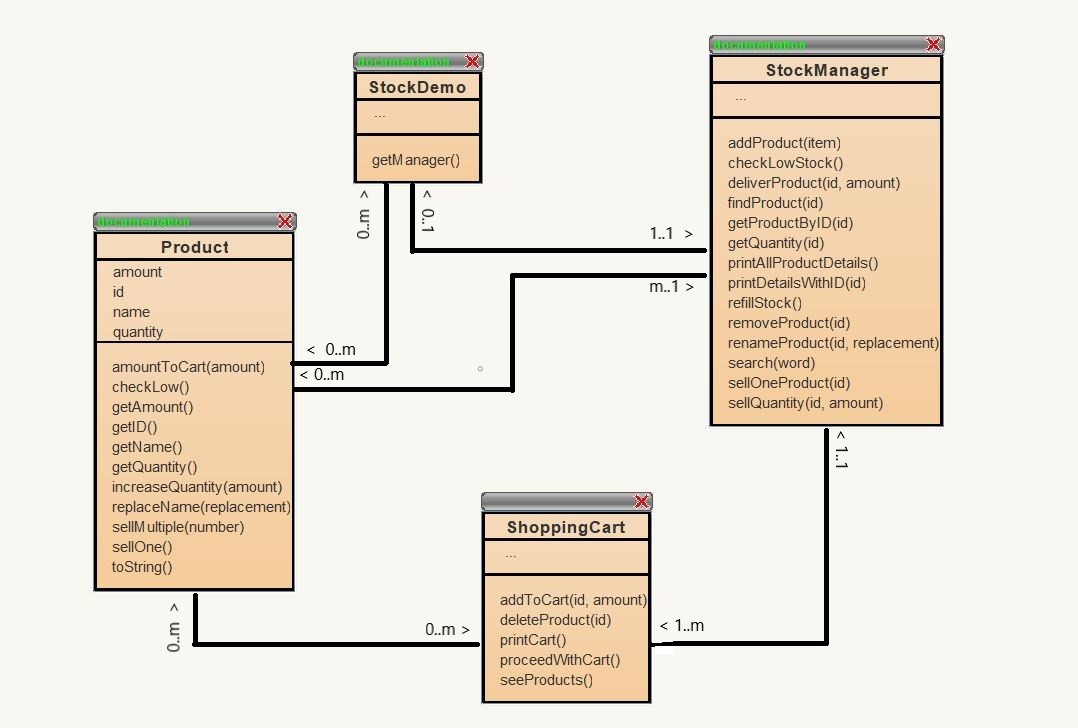 documentation
StockDemo
...
getManager()
documentation
StockManager
...
addProduct(item)
checkLowStock()
deliverProduct(id, amount)
findProduct(id)
getProductByID(id)
getQuantity(id)
printAllProductDetails()
printDetailsWithID(id)
refillStock()
removeProduct(id)
renameProduct(id, replacement)
search(word)
sellOneProduct(id)
sellQuantity(id, amount)
0..m >
< 0..1
1..1 >
m..1 >
documentation
Product
amount
id
name
quantity
amountToCart(amount)
checkLow()
getAmount()
getID()
getName()
getQuantity()
increaseQuantity(amount)
replaceName(replacement)
sellMultiple(number)
sellOne()
toString()
< 0..m
< 0..m
< 1..1
ShoppingCart
...
addToCart(id, amount)
deleteProduct(id)
printCart()
proceedWithCart()
seeProducts()
0..m >
0..m >
< 1..m